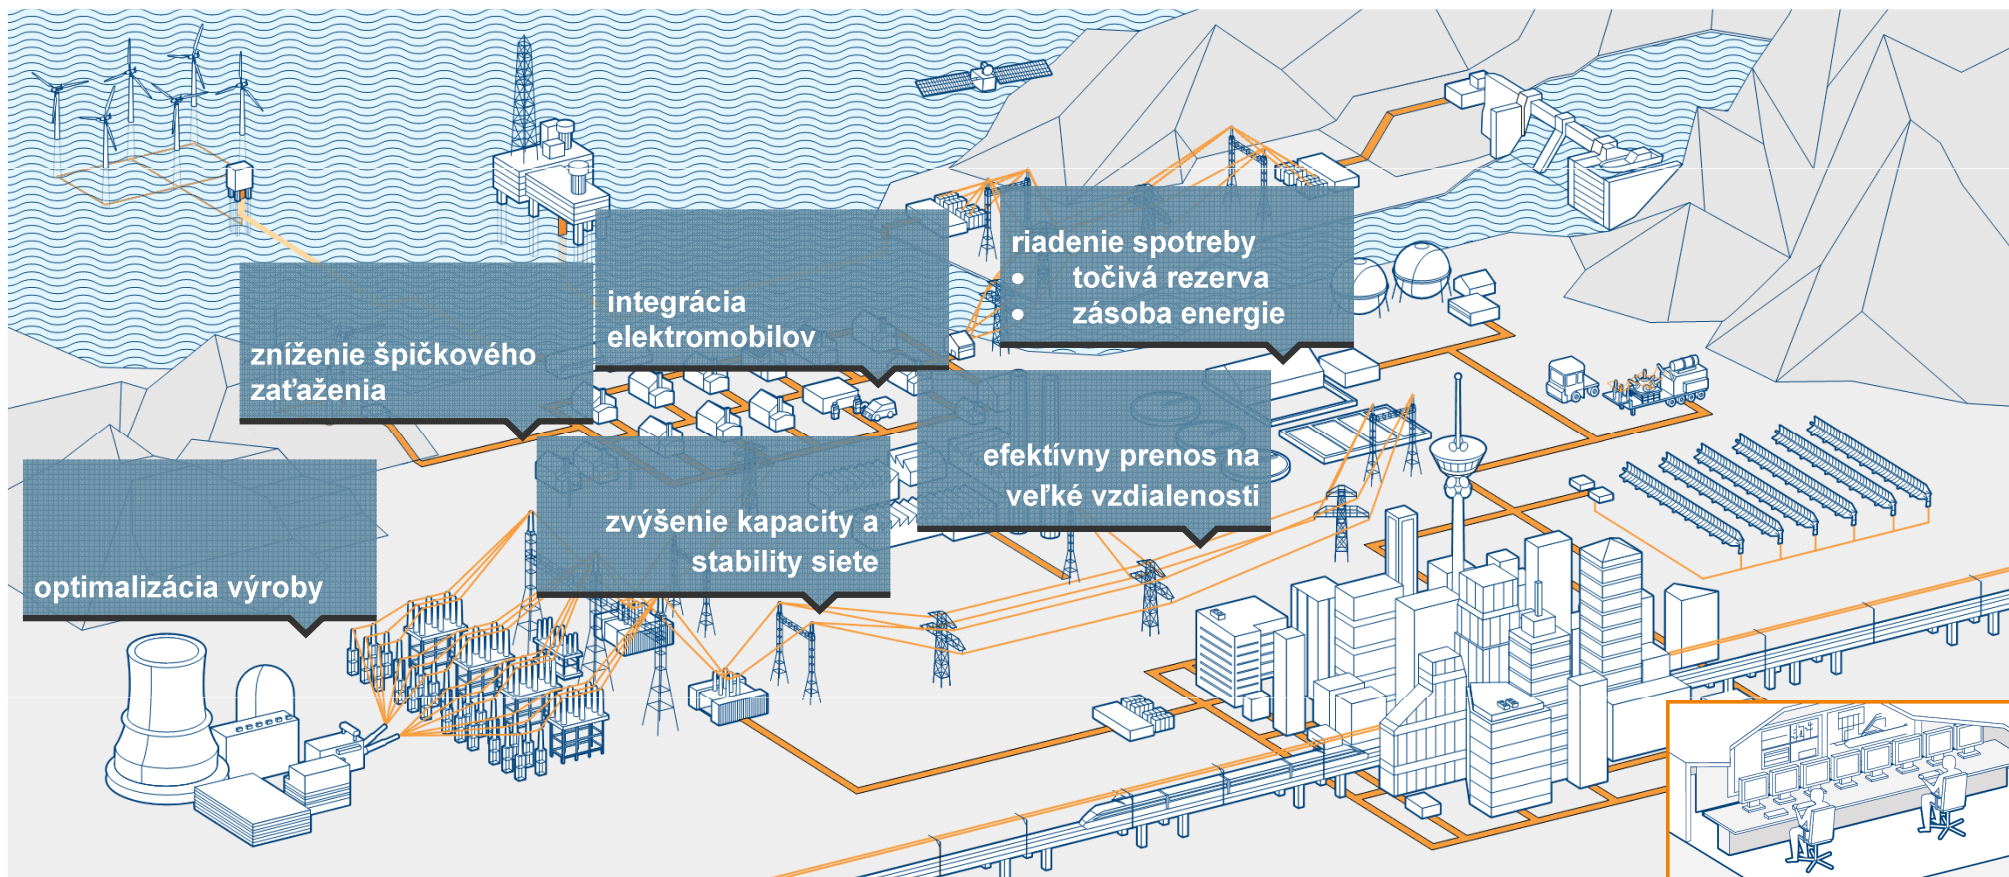 riadenie spotreby
• točivá rezerva
• zásoba energie
integrácia
elektromobilov
zníženie špičkového
zaťaženia
efektívny prenos na
veľké vzdialenosti
zvýšenie kapacity a
stability siete
optimalizácia výroby